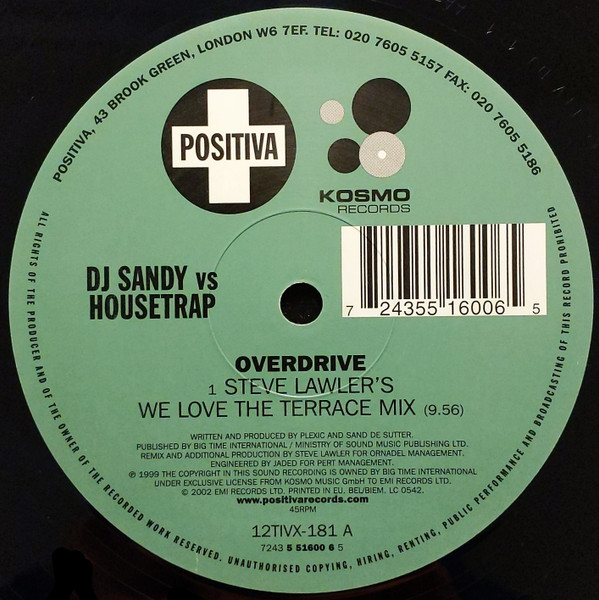 POSITIVA, 43 BROOK GREEN, LONDON W6 7EF. TEL: 020 7605 5157 FAX: 020 7605 5186
POSITIVA
KOSMO
RECORDS
DJ SANDY vs
HOUSETRAP
7 24355 16006 5
OVERDRIVE
1 STEVE LAWLER'S
WE LOVE THE TERRACE MIX (9.56)
WRITTEN AND PRODUCED BY PLEXIC AND SAND DE SUTTER.
PUBLISHED BY BIG TIME INTERNATIONAL / MINISTRY OF SOUND MUSIC PUBLISHING LTD.
REMIX AND ADDITIONAL PRODUCTION BY STEVE LAWLER FOR ORNADEL MANAGEMENT.
ENGINEERED BY JADED FOR PERT MANAGEMENT.
℗ 1999 THE COPYRIGHT IN THIS SOUND RECORDING IS OWNED BY BIG TIME INTERNATIONAL
UNDER EXCLUSIVE LICENSE FROM KOSMO MUSIC GmbH TO EMI RECORDS LTD.
© 2002 EMI RECORDS LTD. PRINTED IN EU. BEL/BIEM. LC 0542.
www.positivarecords.com
45RPM
12TIVX-181 A
7243 5 51600 6 5
ALL RIGHTS OF THE PRODUCER AND OF THE OWNER OF THE RECORDED WORK RESERVED. UNAUTHORISED COPYING, HIRING, RENTING, PUBLIC PERFORMANCE AND BROADCASTING OF THIS RECORD PROHIBITED